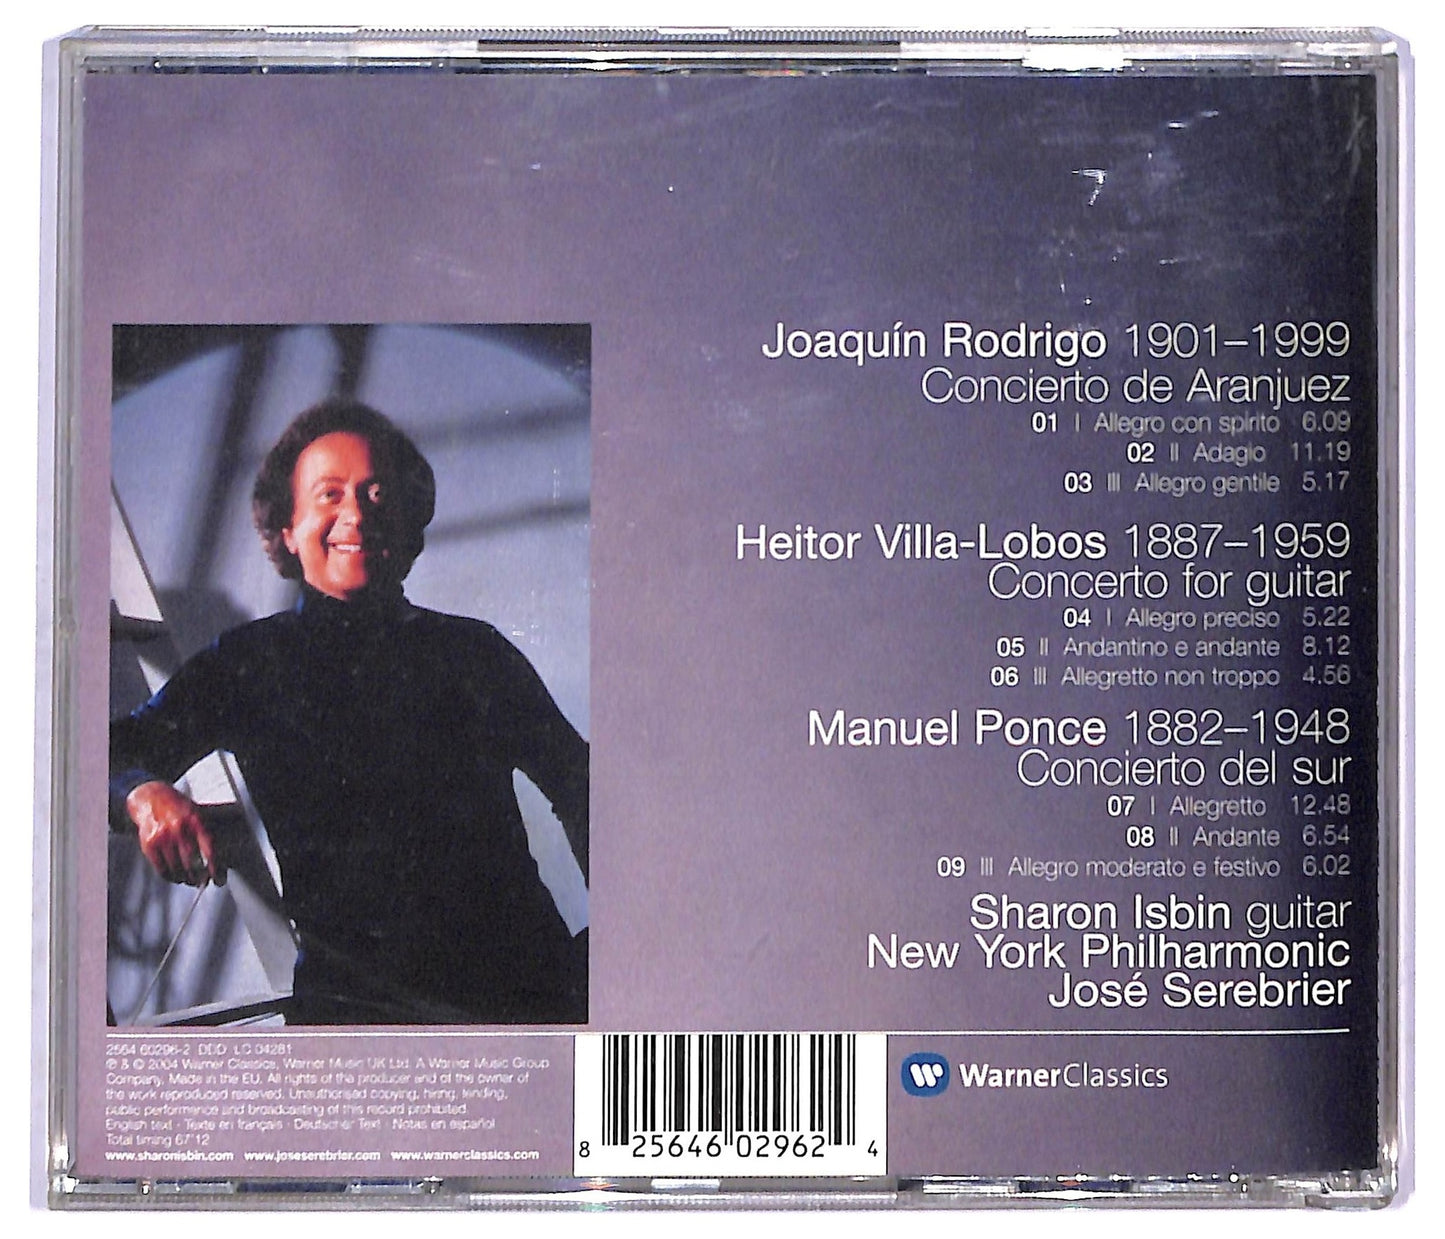 Joaquín Rodrigo 1901–1999
Concierto de Aranjuez
01 I Allegro con spirito 6.09
02 II Adagio 11.19
03 III Allegro gentile 5.17
Heitor Villa-Lobos 1887–1959
Concerto for guitar
04 I Allegro preciso 5.22
05 II Andantino e andante 8.12
06 III Allegretto non troppo 4.56
Manuel Ponce 1882–1948
Concierto del sur
07 I Allegretto 12.48
08 II Andante 6.54
09 III Allegro moderato e festivo 6.02
Sharon Isbin guitar
New York Philharmonic
José Serebrier
2564 60296-2 DDD LC 04281
℗ & © 2004 Warner Classics, Warner Music UK Ltd. A Warner Music Group
Company. Made in the EU. All rights of the producer and of the owner of
the work reproduced reserved. Unauthorised copying, hiring, lending,
public performance and broadcasting of this record prohibited.
English text · Texte en français · Deutscher Text · Notas en español
Total timing 67'12
www.sharonisbin.com www.joseserebrier.com www.warnerclassics.com
8 25646 02962 4
WarnerClassics